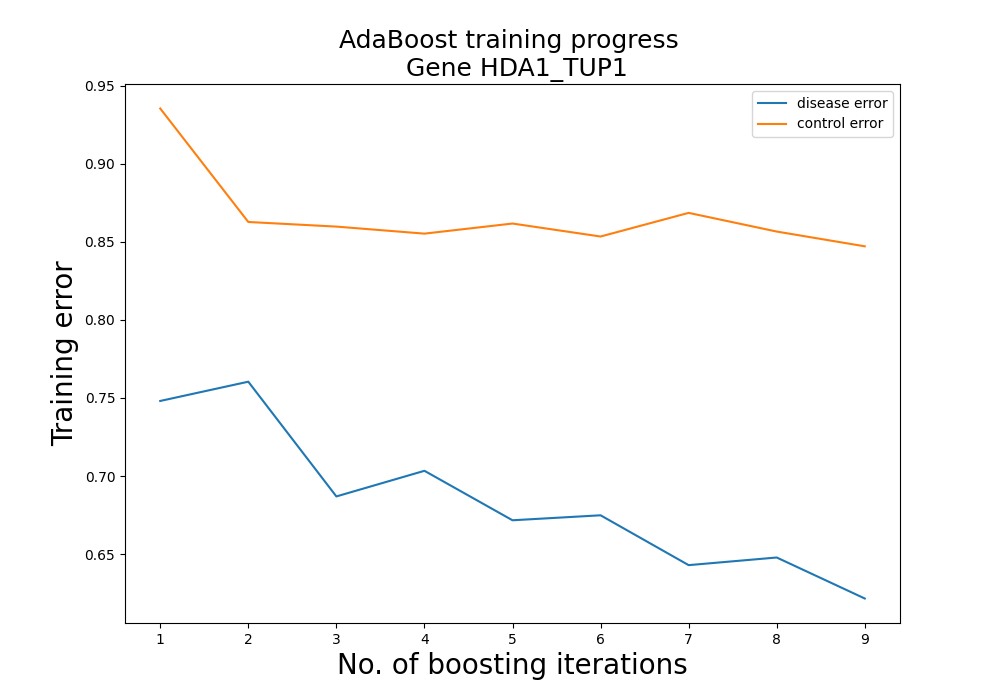 AdaBoost training progress
Gene HDA1_TUP1
disease error
control error
0.95
0.90
0.85
0.80
0.75
0.70
0.65
Training error
1 2 3 4 5 6 7 8 9
No. of boosting iterations